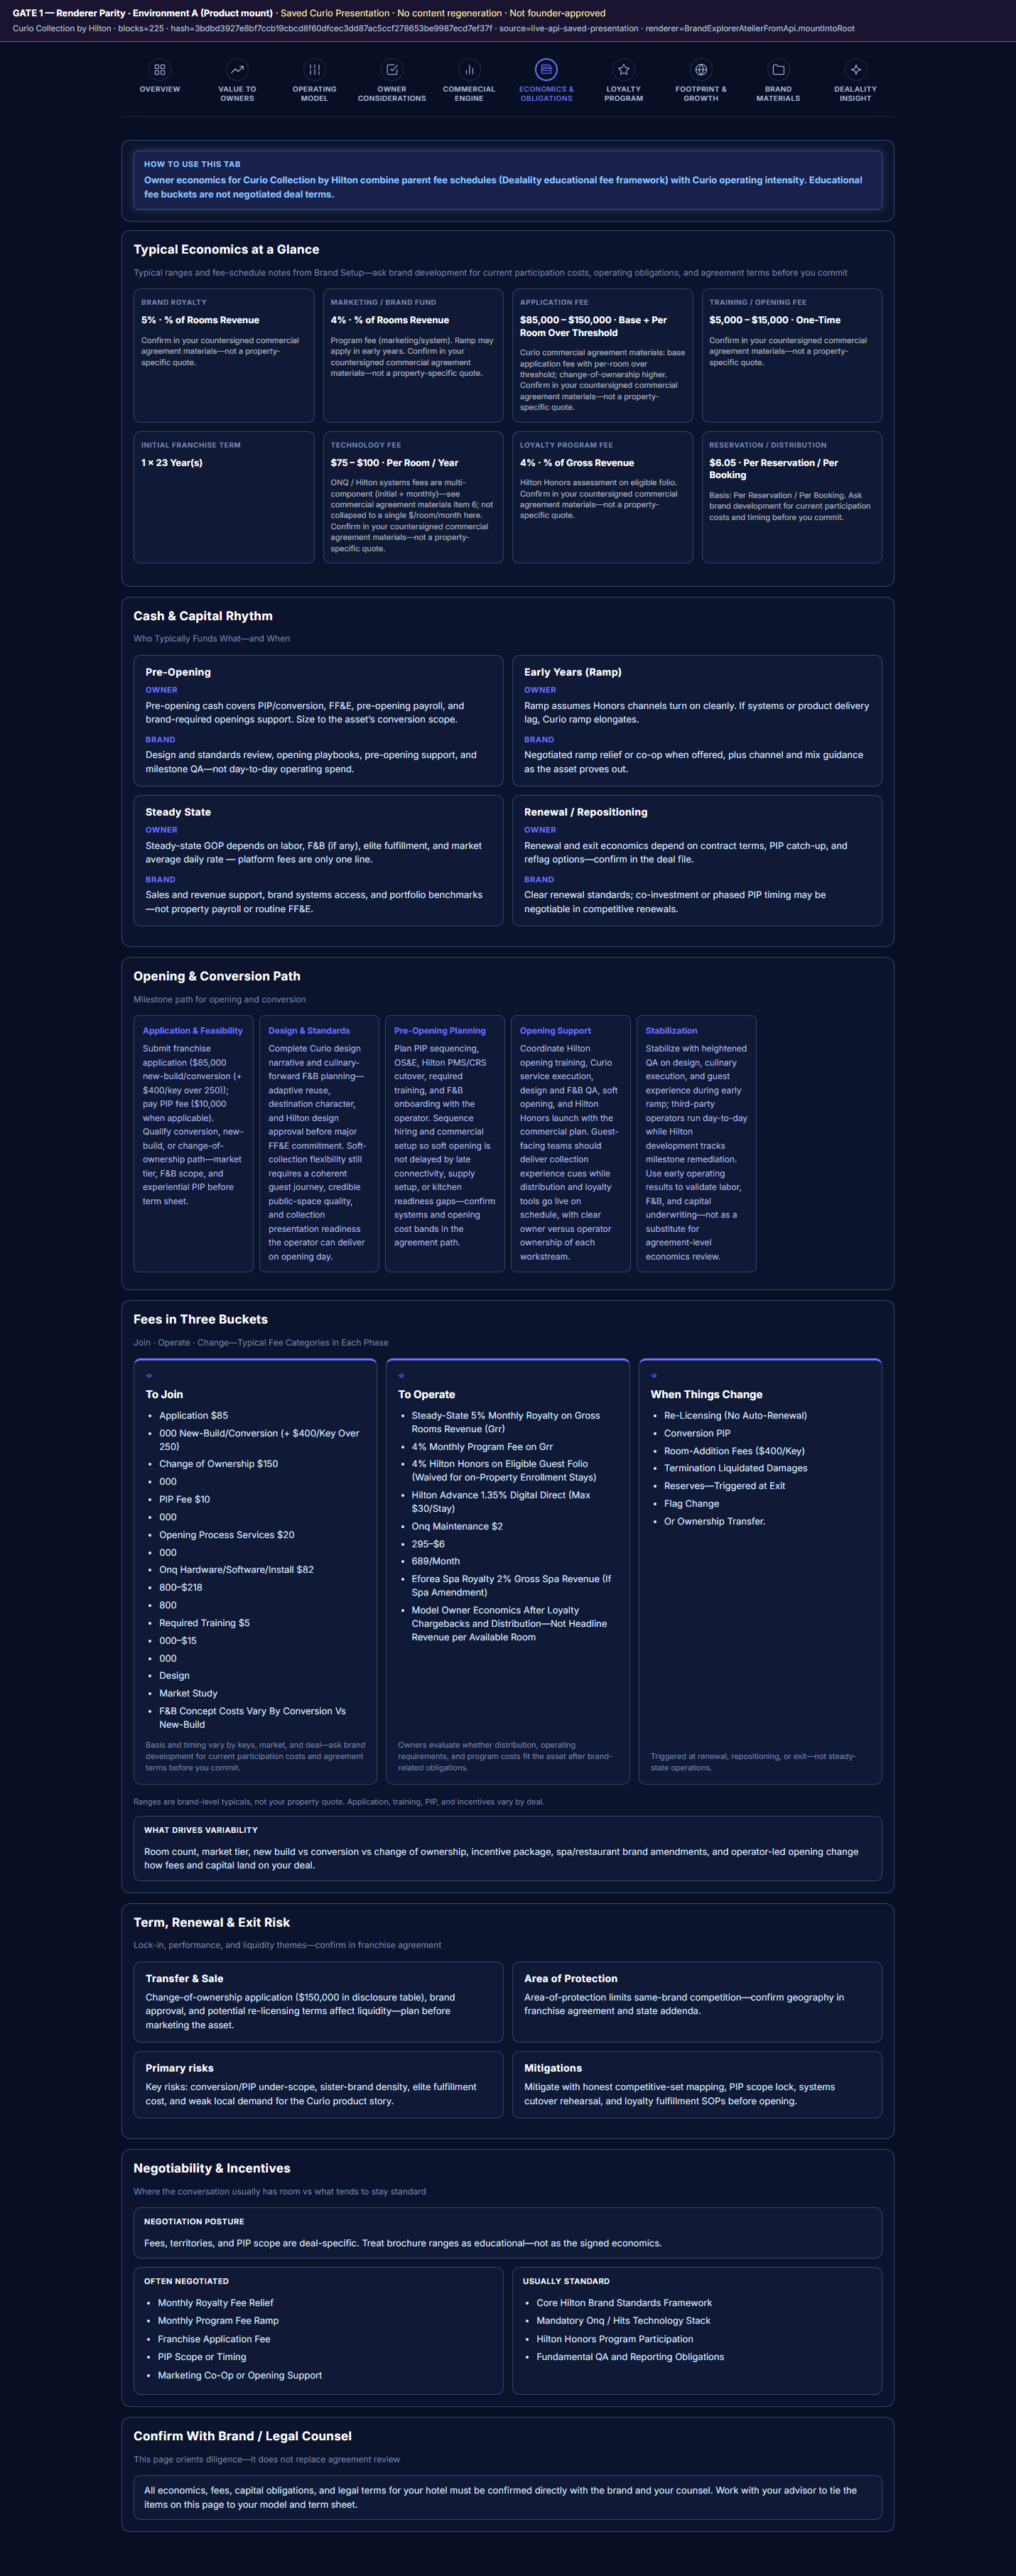 GATE 1 — Renderer Parity · Environment A (Product mount) · Saved Curio Presentation · No content regeneration · Not founder-approved
Curio Collection by Hilton · blocks=225 · hash=3bdbd3927e8bf7ccb19cbcd8f60dfcec3dd87ac5ccf278653be9987ecd7ef37f · source=live-api-saved-presentation · renderer=BrandExplorerAtelierFromApi.mountIntoRoot
OVERVIEW
VALUE TO
OWNERS
OPERATING
MODEL
OWNER
CONSIDERATIONS
COMMERCIAL
ENGINE
ECONOMICS &
OBLIGATIONS
LOYALTY
PROGRAM
FOOTPRINT &
GROWTH
BRAND
MATERIALS
DEALALITY
INSIGHT
HOW TO USE THIS TAB
Owner economics for Curio Collection by Hilton combine parent fee schedules (Dealality educational fee framework) with Curio operating intensity. Educational
fee buckets are not negotiated deal terms.
Typical Economics at a Glance
Typical ranges and fee-schedule notes from Brand Setup—ask brand development for current participation costs, operating obligations, and agreement terms before you commit
BRAND ROYALTY
5% · % of Rooms Revenue
Confirm in your countersigned commercial
agreement materials—not a property-
specific quote.
MARKETING / BRAND FUND
4% · % of Rooms Revenue
Program fee (marketing/system). Ramp may
apply in early years. Confirm in your
countersigned commercial agreement
materials—not a property-specific quote.
APPLICATION FEE
$85,000 – $150,000 · Base + Per
Room Over Threshold
Curio commercial agreement materials: base
application fee with per-room over
threshold; change-of-ownership higher.
Confirm in your countersigned commercial
agreement materials—not a property-
specific quote.
TRAINING / OPENING FEE
$5,000 – $15,000 · One-Time
Confirm in your countersigned commercial
agreement materials—not a property-
specific quote.
INITIAL FRANCHISE TERM
1 × 23 Year(s)
TECHNOLOGY FEE
$75 – $100 · Per Room / Year
ONQ / Hilton systems fees are multi-
component (initial + monthly)—see
commercial agreement materials Item 6; not
collapsed to a single $/room/month here.
Confirm in your countersigned commercial
agreement materials—not a property-
specific quote.
LOYALTY PROGRAM FEE
4% · % of Gross Revenue
Hilton Honors assessment on eligible folio.
Confirm in your countersigned commercial
agreement materials—not a property-
specific quote.
RESERVATION / DISTRIBUTION
$6.05 · Per Reservation / Per
Booking
Basis: Per Reservation / Per Booking. Ask
brand development for current participation
costs and timing before you commit.
Cash & Capital Rhythm
Who Typically Funds What—and When
Pre-Opening
OWNER
Pre-opening cash covers PIP/conversion, FF&E, pre-opening payroll, and
brand-required openings support. Size to the asset's conversion scope.
BRAND
Design and standards review, opening playbooks, pre-opening support, and
milestone QA—not day-to-day operating spend.
Early Years (Ramp)
OWNER
Ramp assumes Honors channels turn on cleanly. If systems or product delivery
lag, Curio ramp elongates.
BRAND
Negotiated ramp relief or co-op when offered, plus channel and mix guidance
as the asset proves out.
Steady State
OWNER
Steady-state GOP depends on labor, F&B (if any), elite fulfillment, and market
average daily rate — platform fees are only one line.
BRAND
Sales and revenue support, brand systems access, and portfolio benchmarks
—not property payroll or routine FF&E.
Renewal / Repositioning
OWNER
Renewal and exit economics depend on contract terms, PIP catch-up, and
reflag options—confirm in the deal file.
BRAND
Clear renewal standards; co-investment or phased PIP timing may be
negotiable in competitive renewals.
Opening & Conversion Path
Milestone path for opening and conversion
Application & Feasibility
Submit franchise
application ($85,000
new-build/conversion (+
$400/key over 250));
pay PIP fee ($10,000
when applicable).
Qualify conversion, new-
build, or change-of-
ownership path—market
tier, F&B scope, and
experiential PIP before
term sheet.
Design & Standards
Complete Curio design
narrative and culinary-
forward F&B planning—
adaptive reuse,
destination character,
and Hilton design
approval before major
FF&E commitment. Soft-
collection flexibility still
requires a coherent
guest journey, credible
public-space quality,
and collection
presentation readiness
the operator can deliver
on opening day.
Pre-Opening Planning
Plan PIP sequencing,
OS&E, Hilton PMS/CRS
cutover, required
training, and F&B
onboarding with the
operator. Sequence
hiring and commercial
setup so soft opening is
not delayed by late
connectivity, supply
setup, or kitchen
readiness gaps—confirm
systems and opening
cost bands in the
agreement path.
Opening Support
Coordinate Hilton
opening training, Curio
service execution,
design and F&B QA, soft
opening, and Hilton
Honors launch with the
commercial plan. Guest-
facing teams should
deliver collection
experience cues while
distribution and loyalty
tools go live on
schedule, with clear
owner versus operator
ownership of each
workstream.
Stabilization
Stabilize with heightened
QA on design, culinary
execution, and guest
experience during early
ramp; third-party
operators run day-to-day
while Hilton
development tracks
milestone remediation.
Use early operating
results to validate labor,
F&B, and capital
underwriting—not as a
substitute for
agreement-level
economics review.
Fees in Three Buckets
Join · Operate · Change—Typical Fee Categories in Each Phase
To Join
• Application $85
• 000 New-Build/Conversion (+ $400/Key Over
250)
• Change of Ownership $150
• 000
• PIP Fee $10
• 000
• Opening Process Services $20
• 000
• Onq Hardware/Software/Install $82
• 800–$218
• 800
• Required Training $5
• 000–$15
• 000
• Design
• Market Study
• F&B Concept Costs Vary By Conversion Vs
New-Build
Basis and timing vary by keys, market, and deal—ask brand
development for current participation costs and agreement
terms before you commit.
To Operate
• Steady-State 5% Monthly Royalty on Gross
Rooms Revenue (Grr)
• 4% Monthly Program Fee on Grr
• 4% Hilton Honors on Eligible Guest Folio
(Waived for on-Property Enrollment Stays)
• Hilton Advance 1.35% Digital Direct (Max
$30/Stay)
• Onq Maintenance $2
• 295–$6
• 689/Month
• Eforea Spa Royalty 2% Gross Spa Revenue (If
Spa Amendment)
• Model Owner Economics After Loyalty
Chargebacks and Distribution—Not Headline
Revenue per Available Room
Owners evaluate whether distribution, operating
requirements, and program costs fit the asset after brand-
related obligations.
When Things Change
• Re-Licensing (No Auto-Renewal)
• Conversion PIP
• Room-Addition Fees ($400/Key)
• Termination Liquidated Damages
• Reserves—Triggered at Exit
• Flag Change
• Or Ownership Transfer.
Triggered at renewal, repositioning, or exit—not steady-
state operations.
Ranges are brand-level typicals, not your property quote. Application, training, PIP, and incentives vary by deal.
WHAT DRIVES VARIABILITY
Room count, market tier, new build vs conversion vs change of ownership, incentive package, spa/restaurant brand amendments, and operator-led opening change
how fees and capital land on your deal.
Term, Renewal & Exit Risk
Lock-in, performance, and liquidity themes—confirm in franchise agreement
Transfer & Sale
Change-of-ownership application ($150,000 in disclosure table), brand
approval, and potential re-licensing terms affect liquidity—plan before
marketing the asset.
Area of Protection
Area-of-protection limits same-brand competition—confirm geography in
franchise agreement and state addenda.
Primary risks
Key risks: conversion/PIP under-scope, sister-brand density, elite fulfillment
cost, and weak local demand for the Curio product story.
Mitigations
Mitigate with honest competitive-set mapping, PIP scope lock, systems
cutover rehearsal, and loyalty fulfillment SOPs before opening.
Negotiability & Incentives
Where the conversation usually has room vs what tends to stay standard
NEGOTIATION POSTURE
Fees, territories, and PIP scope are deal-specific. Treat brochure ranges as educational—not as the signed economics.
OFTEN NEGOTIATED
• Monthly Royalty Fee Relief
• Monthly Program Fee Ramp
• Franchise Application Fee
• PIP Scope or Timing
• Marketing Co-Op or Opening Support
USUALLY STANDARD
• Core Hilton Brand Standards Framework
• Mandatory Onq / Hits Technology Stack
• Hilton Honors Program Participation
• Fundamental QA and Reporting Obligations
Confirm With Brand / Legal Counsel
This page orients diligence—it does not replace agreement review
All economics, fees, capital obligations, and legal terms for your hotel must be confirmed directly with the brand and your counsel. Work with your advisor to tie the
items on this page to your model and term sheet.